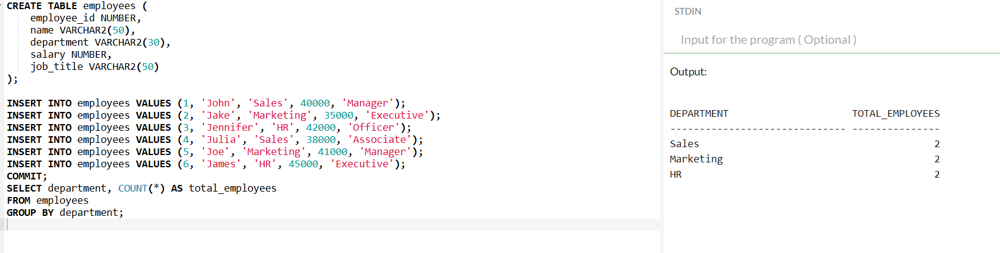 CREATE TABLE employees (
    employee_id NUMBER,
    name VARCHAR2(50),
    department VARCHAR2(30),
    salary NUMBER,
    job_title VARCHAR2(50)
);

INSERT INTO employees VALUES (1, 'John', 'Sales', 40000, 'Manager');
INSERT INTO employees VALUES (2, 'Jake', 'Marketing', 35000, 'Executive');
INSERT INTO employees VALUES (3, 'Jennifer', 'HR', 42000, 'Officer');
INSERT INTO employees VALUES (4, 'Julia', 'Sales', 38000, 'Associate');
INSERT INTO employees VALUES (5, 'Joe', 'Marketing', 41000, 'Manager');
INSERT INTO employees VALUES (6, 'James', 'HR', 45000, 'Executive');
COMMIT;
SELECT department, COUNT(*) AS total_employees
FROM employees
GROUP BY department;
STDIN
Input for the program ( Optional )
Output:
DEPARTMENT                     TOTAL_EMPLOYEES
------------------------------ ---------------
Sales                                        2
Marketing                                    2
HR                                           2